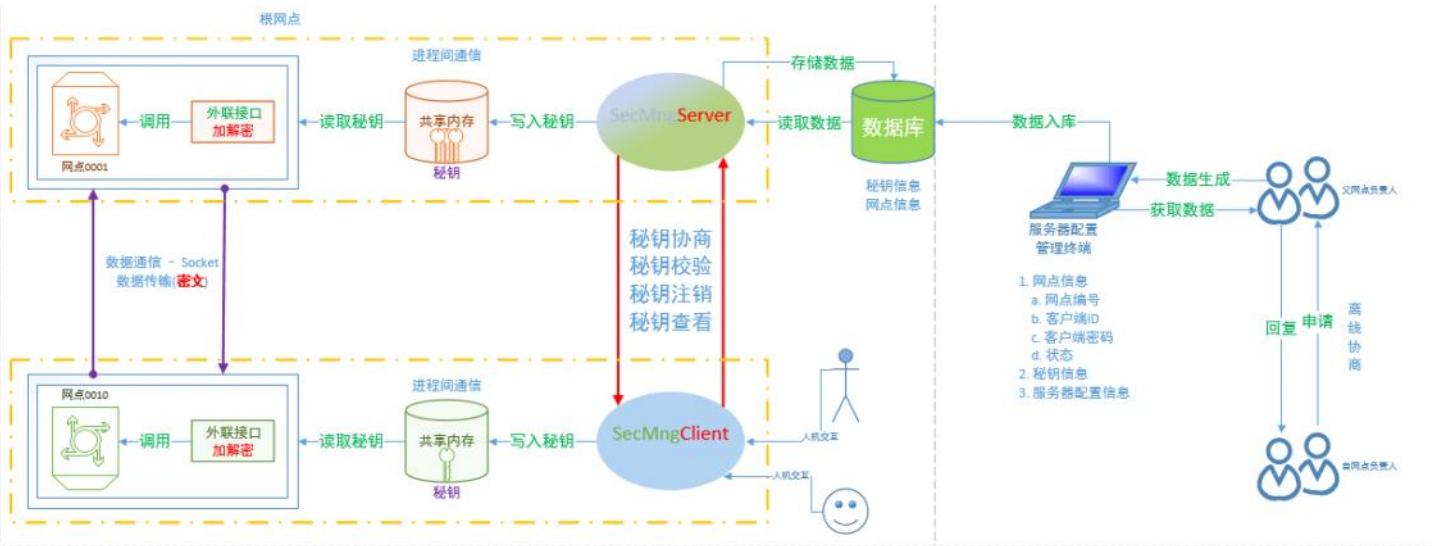 根网点
进程间通信
存储数据
外联接口
加解密
调用
读取秘钥
共享内存
写入秘钥
SecMngServer
读取数据
数据库
数据入库
网点0001
秘钥
秘钥信息
网点信息
数据生成
获取数据
父网点负责人
服务器配置
管理终端
数据通信 - Socket
数据传输(密文)
秘钥协商
秘钥校验
秘钥注销
秘钥查看
1. 网点信息
a. 网点编号
b. 客户端ID
c. 客户端密码
d. 状态
2. 秘钥信息
3. 服务器配置信息
回复
申请
离线协商
网点0010
进程间通信
外联接口
加解密
调用
读取秘钥
共享内存
写入秘钥
SecMngClient
人机交互
人机交互
秘钥
自网点负责人